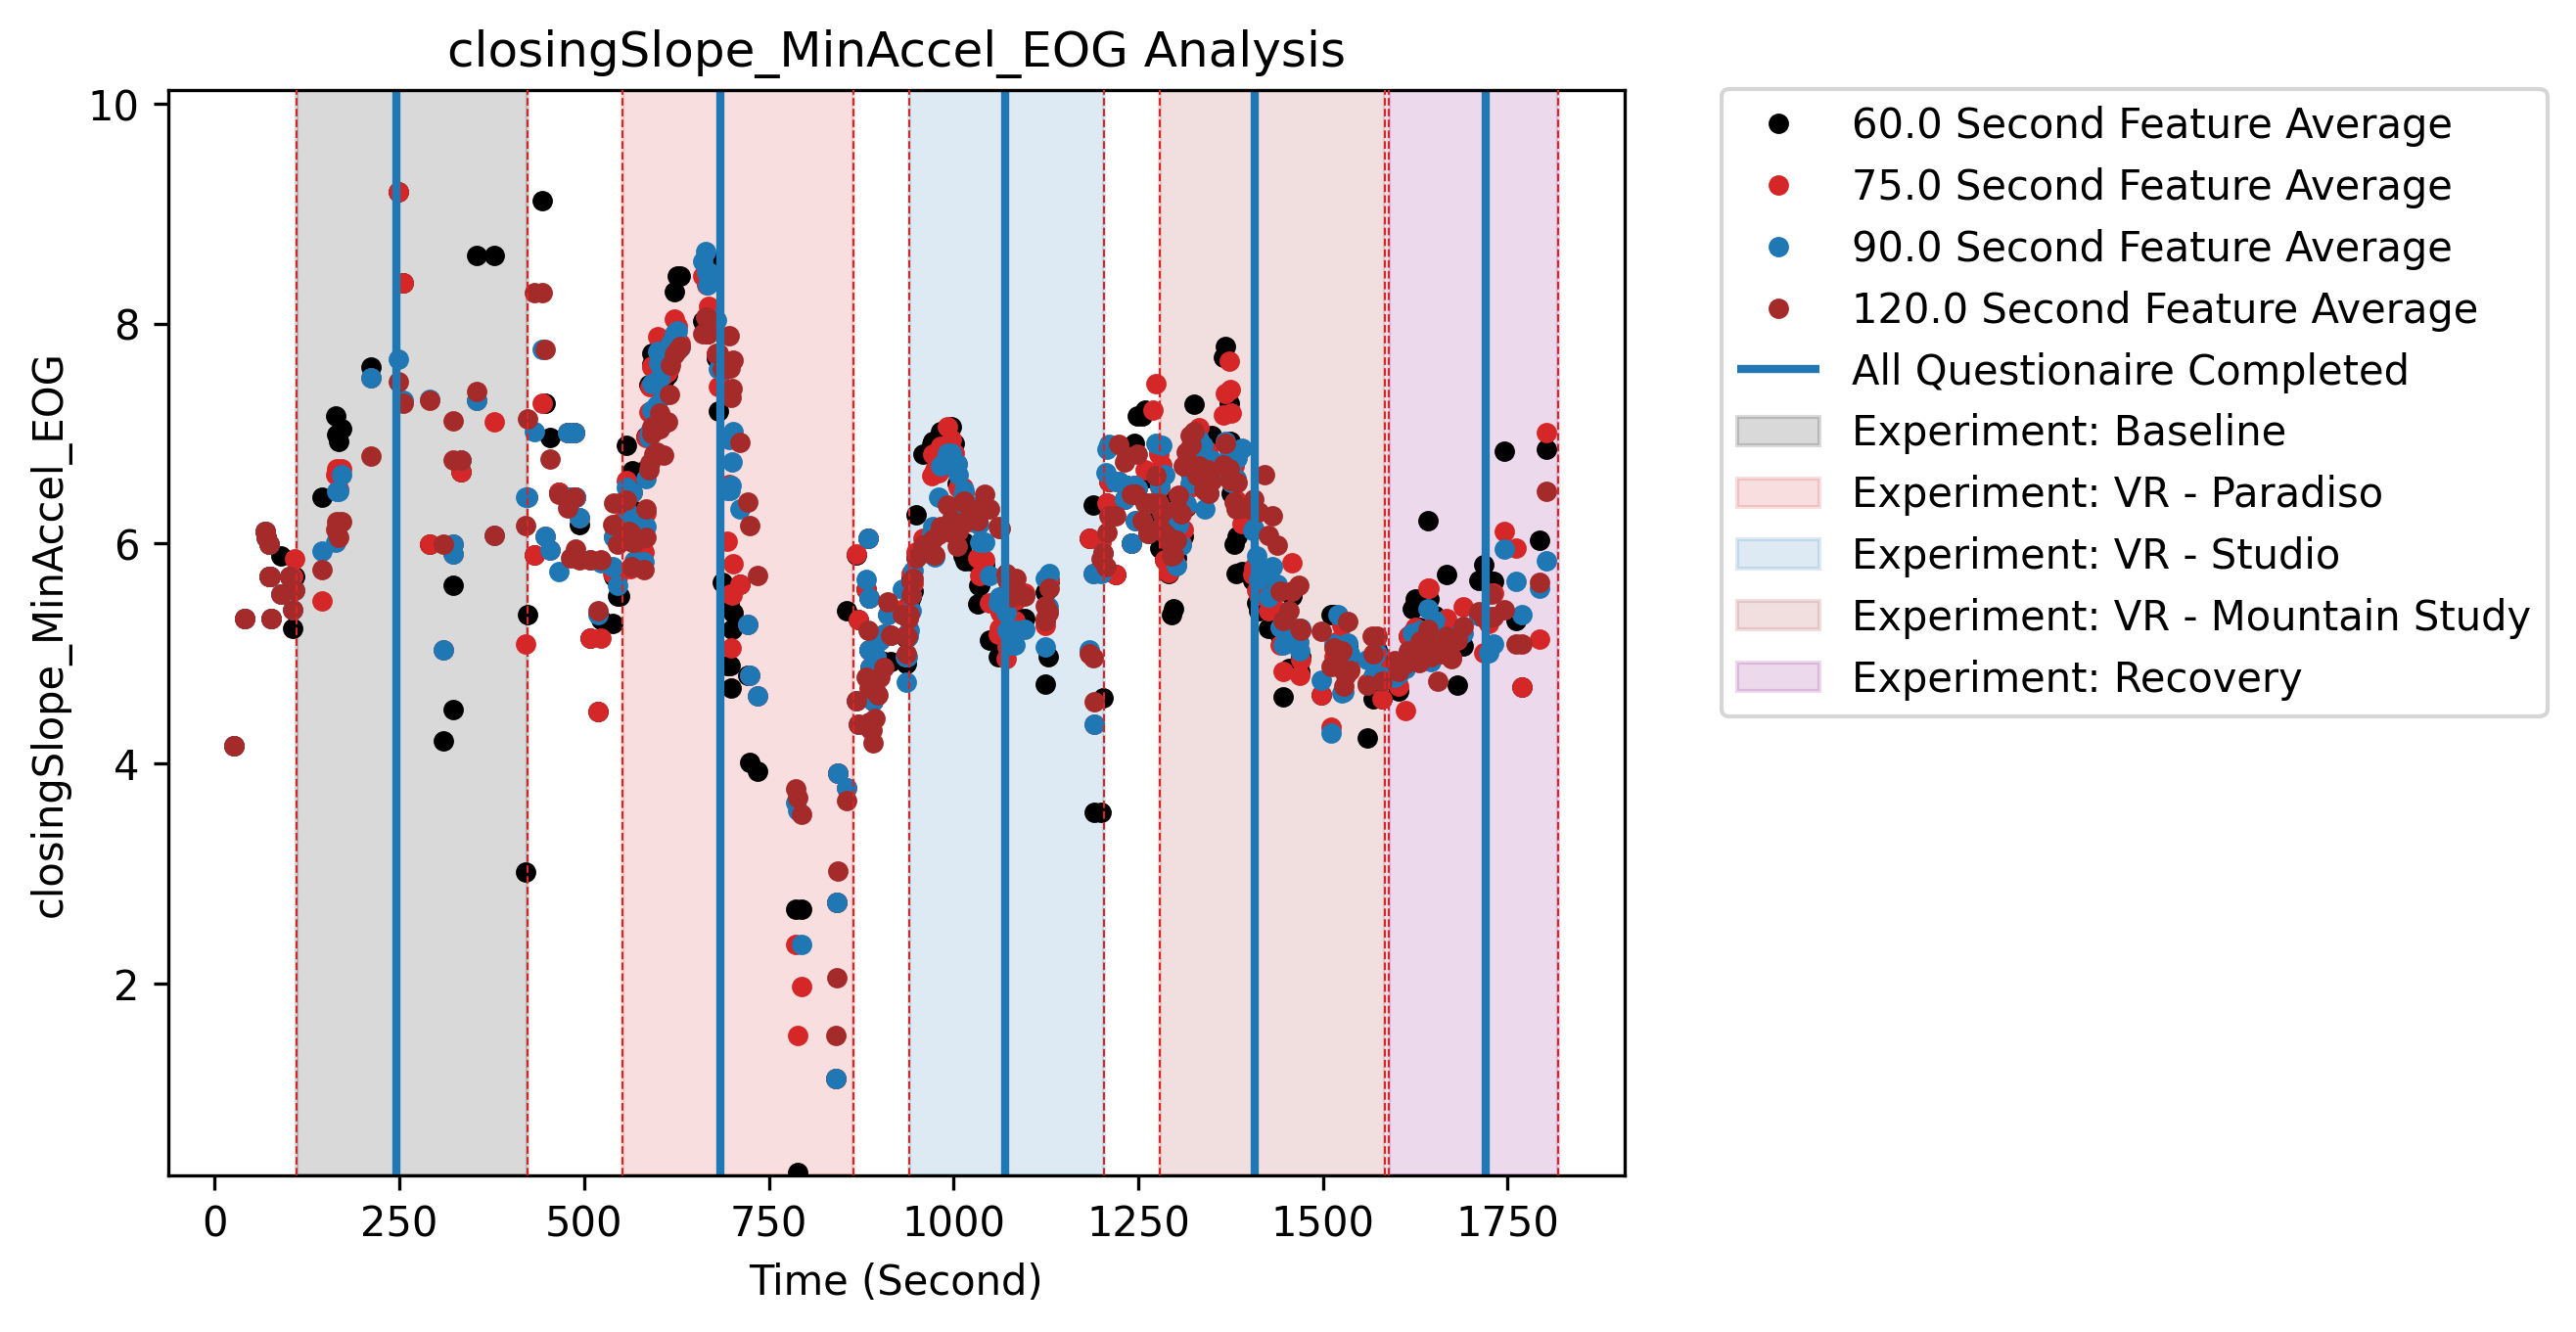 closingSlope_MinAccel_EOG Analysis
closingSlope_MinAccel_EOG
10
8
6
4
2
0
250
500
750
1000
1250
1500
1750
Time (Second)
60.0 Second Feature Average
75.0 Second Feature Average
90.0 Second Feature Average
120.0 Second Feature Average
All Questionaire Completed
Experiment: Baseline
Experiment: VR - Paradiso
Experiment: VR - Studio
Experiment: VR - Mountain Study
Experiment: Recovery